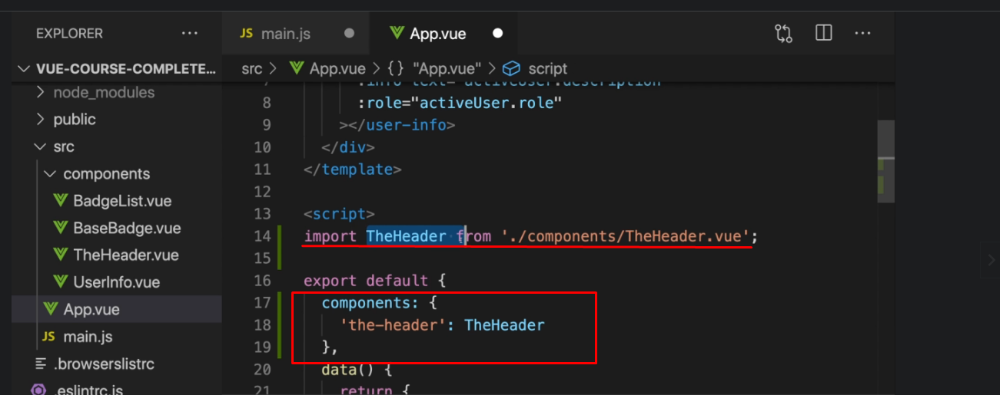 EXPLORER ...
JS main.js
App.vue
...
VUE-COURSE-COMPLETE...
src > App.vue > {} "App.vue" > script
node_modules
public
src
components
BadgeList.vue
BaseBadge.vue
TheHeader.vue
UserInfo.vue
App.vue
JS main.js
.browserslistrc
.eslintrc.js
7 :info-text="activeUser.description"
8 :role="activeUser.role"
9 ></user-info>
10 </div>
11 </template>
12
13 <script>
14 import TheHeader from './components/TheHeader.vue';
15
16 export default {
17 components: {
18 'the-header': TheHeader
19 },
20 data() {
21 return {